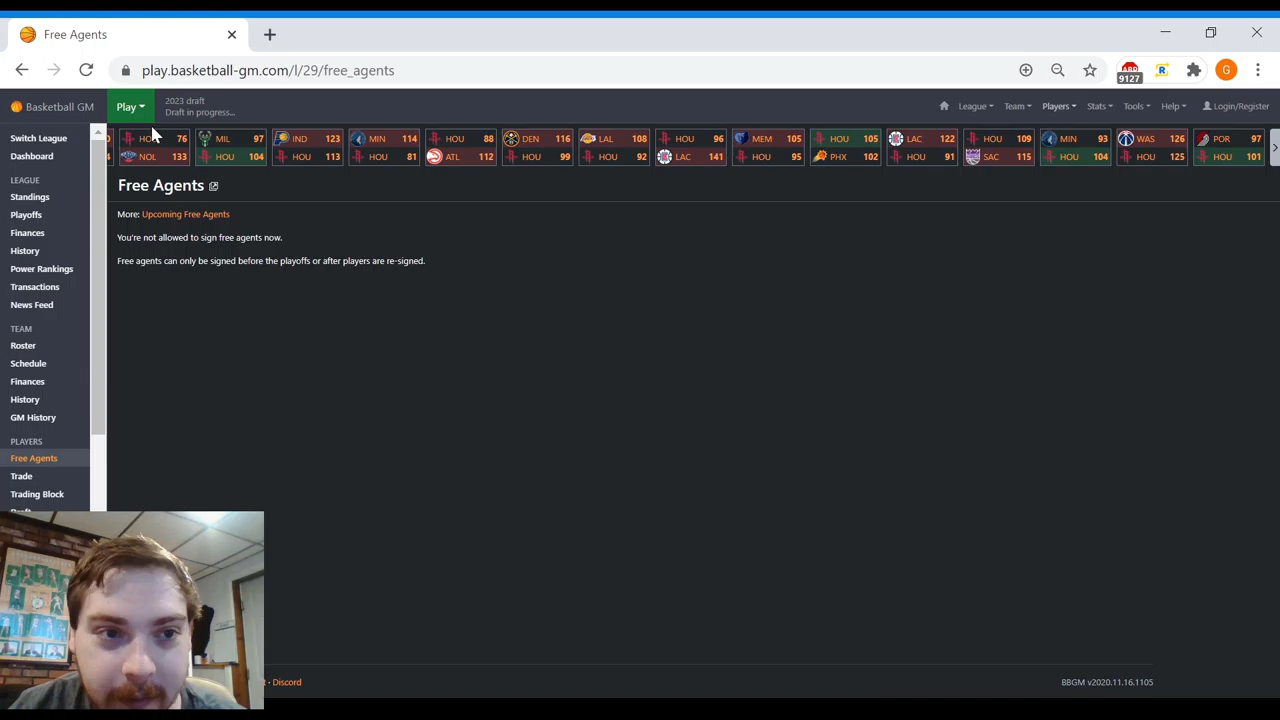 Free Agents
play.basketball-gm.com/l/29/free_agents
9127
R
G
Basketball GM
Play
2023 draft
Draft in progress...
League
Team
Players
Stats
Tools
Help
Login/Register
76 MIL 97 IND 123 MIN 114 HOU 88 DEN 116 LAL 108 HOU 96 MEM 105 HOU 105 LAC 122 HOU 109 MIN 93 WAS 126 POR 97
NOL 133 HOU 104 HOU 113 HOU 81 ATL 112 HOU 99 HOU 92 LAC 141 HOU 95 PHX 102 HOU 91 SAC 115 HOU 104 HOU 125 HOU 101
Switch League
Dashboard
LEAGUE
Standings
Playoffs
Finances
History
Power Rankings
Transactions
News Feed
TEAM
Roster
Schedule
Finances
History
GM History
PLAYERS
Free Agents
Trade
Trading Block
Free Agents
More: Upcoming Free Agents
You're not allowed to sign free agents now.
Free agents can only be signed before the playoffs or after players are re-signed.
Discord
BBGM v2020.11.16.1105